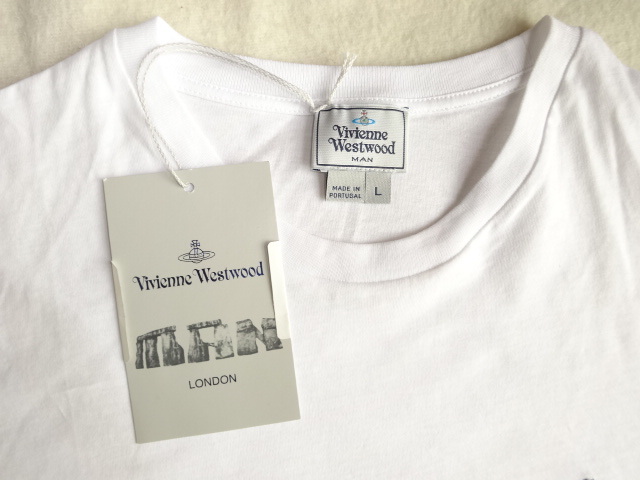 Vivienne
Westwood
MAN
MADE IN
PORTUGAL
L
Vivienne Westwood
MAN
LONDON